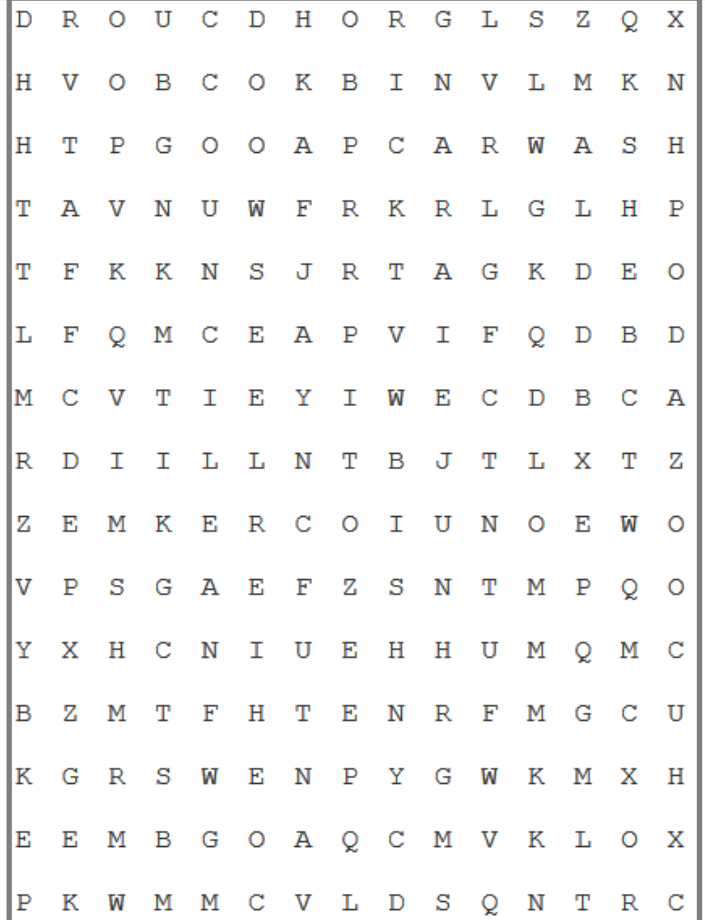 D R O U C D H O R G L S Z Q X
H V O B C O K B I N V L M K N
H T P G O O A P C A R W A S H
T A V N U W F R K R L G L H P
T F K K N S J R T A G K D E O
L F Q M C E A P V I F Q D B D
M C V T I E Y I W E C D B C A
R D I I L L N T B J T L X T Z
Z E M K E R C O I U N O E W O
V P S G A E F Z S N T M P Q O
Y X H C N I U E H H U M Q M C
B Z M T F H T E N R F M G C U
K G R S W E N P Y G W K M X H
E E M B G O A Q C M V K L O X
P K W M M C V L D S Q N T R C